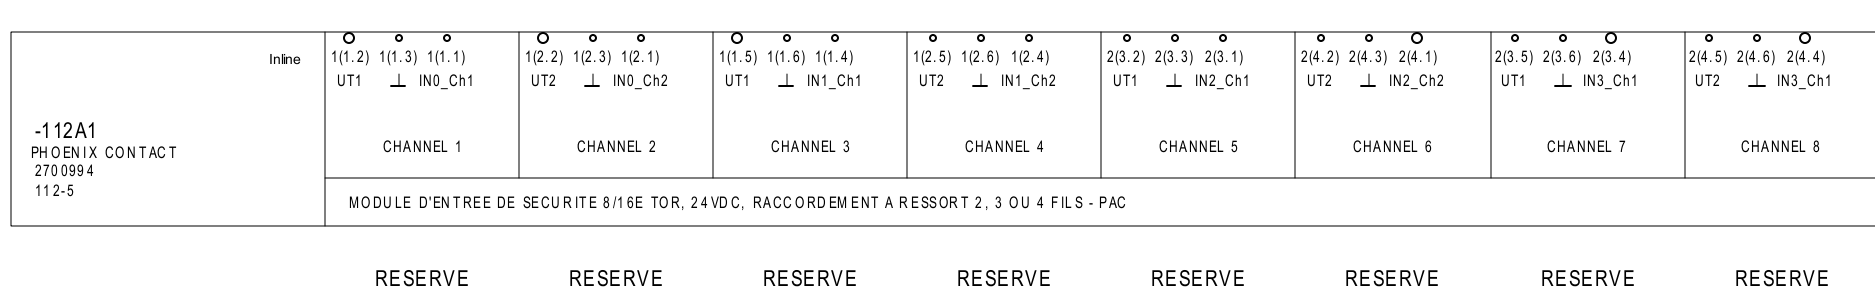 Inline
1(1.2) 1(1.3) 1(1.1) 1(2.2) 1(2.3) 1(2.1) 1(1.5) 1(1.6) 1(1.4) 1(2.5) 1(2.6) 1(2.4) 2(3.2) 2(3.3) 2(3.1) 2(4.2) 2(4.3) 2(4.1) 2(3.5) 2(3.6) 2(3.4) 2(4.5) 2(4.6) 2(4.4)
UT1 ⊥ IN0_Ch1 UT2 ⊥ IN0_Ch2 UT1 ⊥ IN1_Ch1 UT2 ⊥ IN1_Ch2 UT1 ⊥ IN2_Ch1 UT2 ⊥ IN2_Ch2 UT1 ⊥ IN3_Ch1 UT2 ⊥ IN3_Ch1
-112A1
PHOENIX CONTACT
2700994
112-5
CHANNEL 1 CHANNEL 2 CHANNEL 3 CHANNEL 4 CHANNEL 5 CHANNEL 6 CHANNEL 7 CHANNEL 8
MODULE D'ENTREE DE SECURITE 8/16E TOR, 24VDC, RACCORDEMENT A RESSORT 2, 3 OU 4 FILS - PAC
RESERVE RESERVE RESERVE RESERVE RESERVE RESERVE RESERVE RESERVE